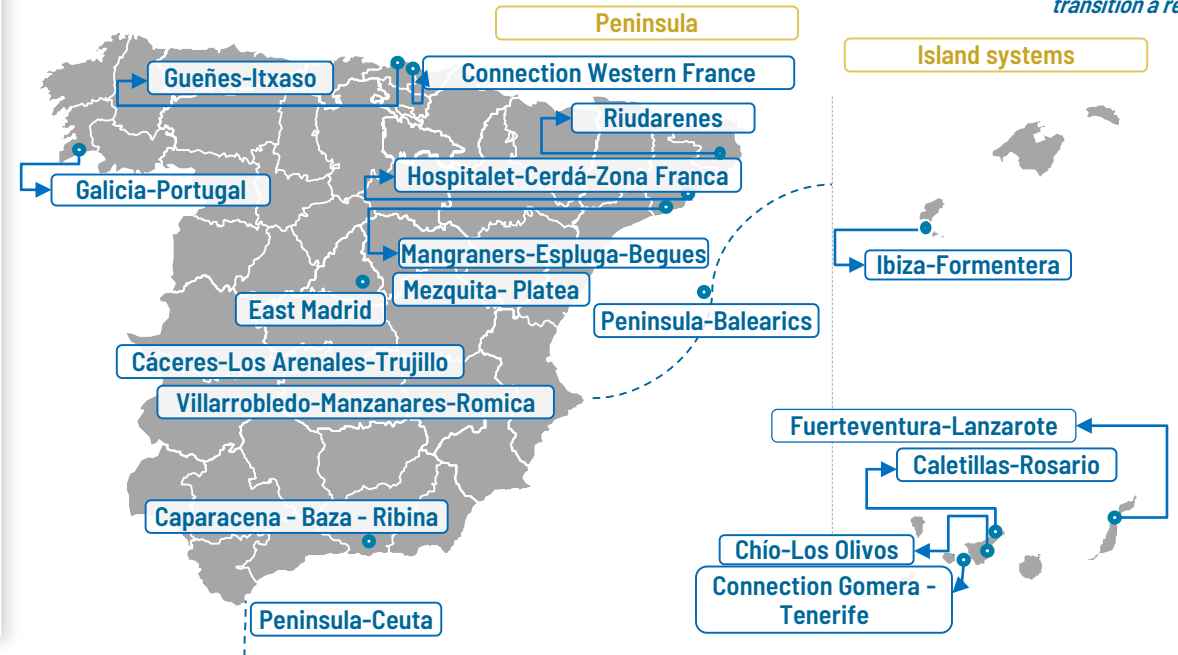 transition a re
Peninsula
Island systems
Gueñes-Itxaso
Connection Western France
Riudarenes
Hospitalet-Cerdá-Zona Franca
Galicia-Portugal
Mangraners-Espluga-Begues
Ibiza-Formentera
Mezquita- Platea
East Madrid
Peninsula-Balearics
Cáceres-Los Arenales-Trujillo
Villarrobledo-Manzanares-Romica
Fuerteventura-Lanzarote
Caletillas-Rosario
Caparacena - Baza - Ribina
Chío-Los Olivos
Connection Gomera -
Tenerife
Peninsula-Ceuta